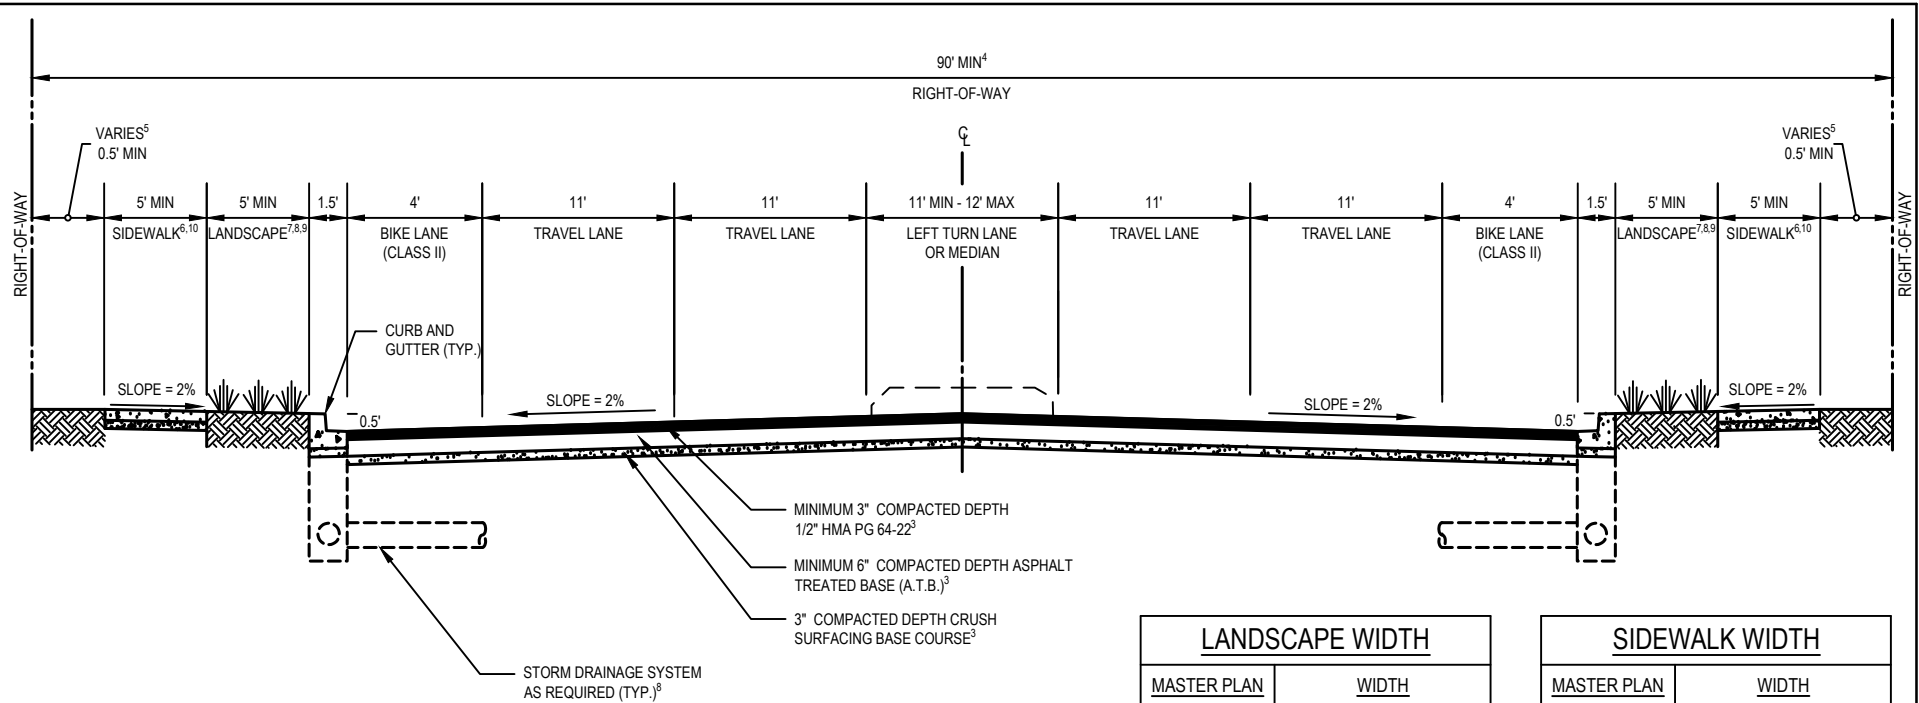 90' MIN4
RIGHT-OF-WAY
VARIES5
0.5' MIN
℄
VARIES5
0.5' MIN
RIGHT-OF-WAY
5' MIN
5' MIN
1.5'
4'
11'
11'
11' MIN - 12' MAX
11'
11'
4'
1.5'
5' MIN
5' MIN
RIGHT-OF-WAY
SIDEWALK6,10
LANDSCAPE7,8,9
BIKE LANE
(CLASS II)
TRAVEL LANE
TRAVEL LANE
LEFT TURN LANE
OR MEDIAN
TRAVEL LANE
TRAVEL LANE
BIKE LANE
(CLASS II)
LANDSCAPE7,8,9
SIDEWALK6,10
CURB AND
GUTTER (TYP.)
SLOPE = 2%
0.5'
SLOPE = 2%
SLOPE = 2%
0.5'
SLOPE = 2%
MINIMUM 3" COMPACTED DEPTH
1/2" HMA PG 64-223
MINIMUM 6" COMPACTED DEPTH ASPHALT
TREATED BASE (A.T.B.)3
3" COMPACTED DEPTH CRUSH
SURFACING BASE COURSE3
STORM DRAINAGE SYSTEM
AS REQUIRED (TYP.)8
LANDSCAPE WIDTH
MASTER PLAN
WIDTH
SIDEWALK WIDTH
MASTER PLAN
WIDTH